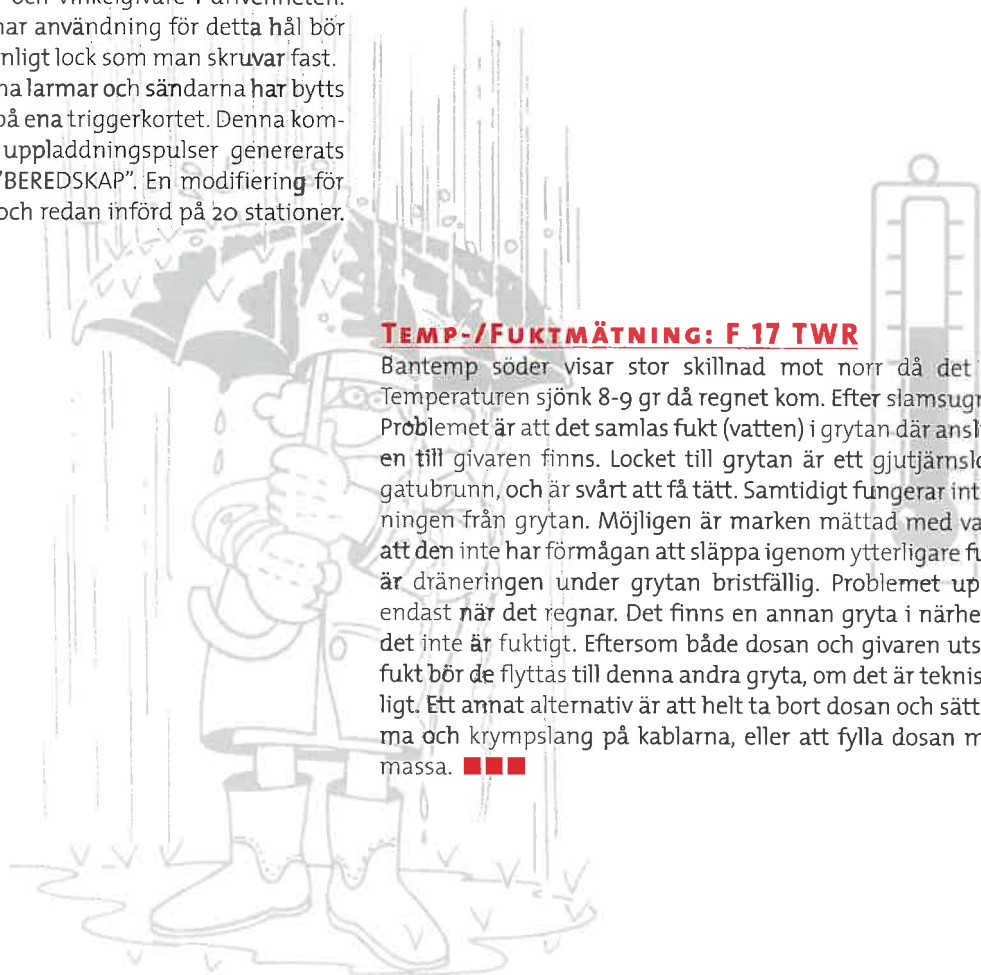 och vinkelgivare i drivenheten.
har användning för detta hål bör
nligt lock som man skruvar fast.
na larmar och sändarna har bytts
på ena triggerkortet. Denna kom-
uppladdningspulser genererats
"BEREDSKAP". En modifiering för
och redan införd på 20 stationer.
TEMP-/FUKTMÄTNING: F 17 TWR
Bantemp söder visar stor skillnad mot norr då det
Temperaturen sjönk 8-9 gr då regnet kom. Efter slamsugn
Problemet är att det samlas fukt (vatten) i grytan där ansl
en till givaren finns. Locket till grytan är ett gjutjärnslo
gatubrunn, och är svårt att få tätt. Samtidigt fungerar int
ningen från grytan. Möjligen är marken mättad med va
att den inte har förmågan att släppa igenom ytterligare fu
är dräneringen under grytan bristfällig. Problemet up
endast när det regnar. Det finns en annan gryta i närhe
det inte är fuktigt. Eftersom både dosan och givaren uts
fukt bör de flyttas till denna andra gryta, om det är teknis
ligt. Ett annat alternativ är att helt ta bort dosan och sätt
ma och krympslang på kablarna, eller att fylla dosan m
massa.